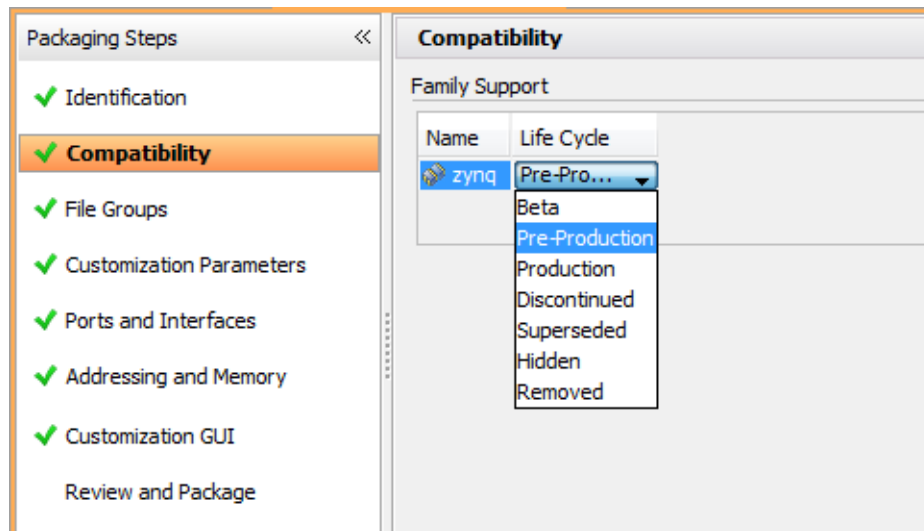 Packaging Steps «
Identification
Compatibility
File Groups
Customization Parameters
Ports and Interfaces
Addressing and Memory
Customization GUI
Review and Package
Compatibility
Family Support
Name Life Cycle
zynq Pre-Pro...
Beta
Pre-Production
Production
Discontinued
Superseded
Hidden
Removed